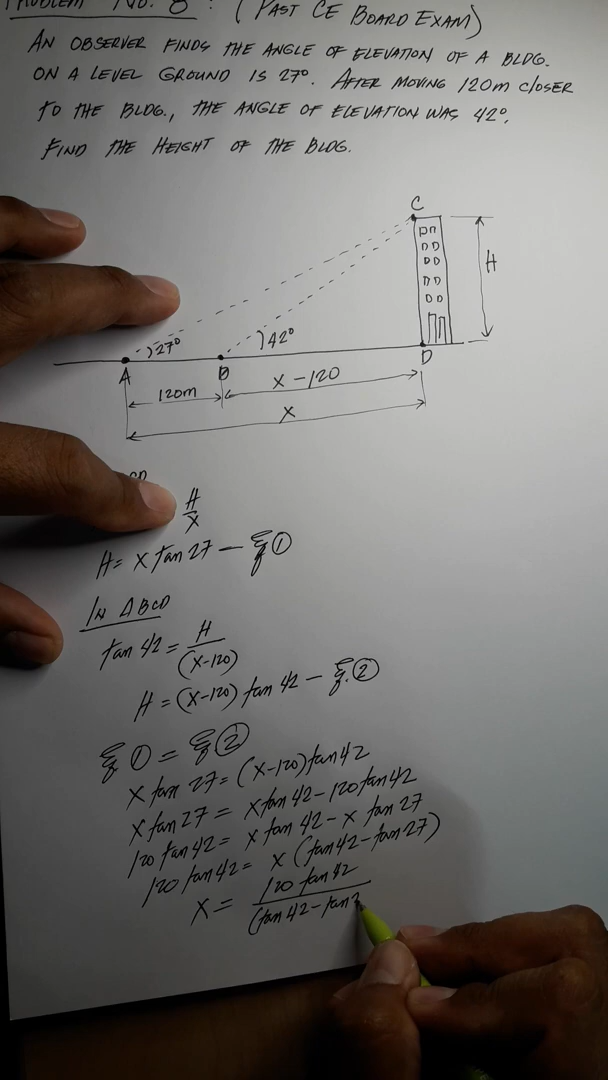 PROBLEM NO. 8 : (PAST CE BOARD EXAM)
AN OBSERVER FINDS THE ANGLE OF ELEVATION OF A BLDG.
ON A LEVEL GROUND IS 27°. AFTER MOVING 120m CLOSER
TO THE BLDG., THE ANGLE OF ELEVATION WAS 42°.
FIND THE HEIGHT OF THE BLDG.
C
H
27°
42°
A
B
D
120m
X - 120
X
H/X
H = X tan 27 - Eq ①
IN ΔBCD
tan 42 = H/(X-120)
H = (X-120) tan 42 - Eq. ②
Eq ① = Eq ②
X tan 27 = (X-120) tan 42
X tan 27 = X tan 42 - 120 tan 42
120 tan 42 = X tan 42 - X tan 27
120 tan 42 = X (tan 42 - tan 27)
X = 120 tan 42
(tan 42 - tan 2